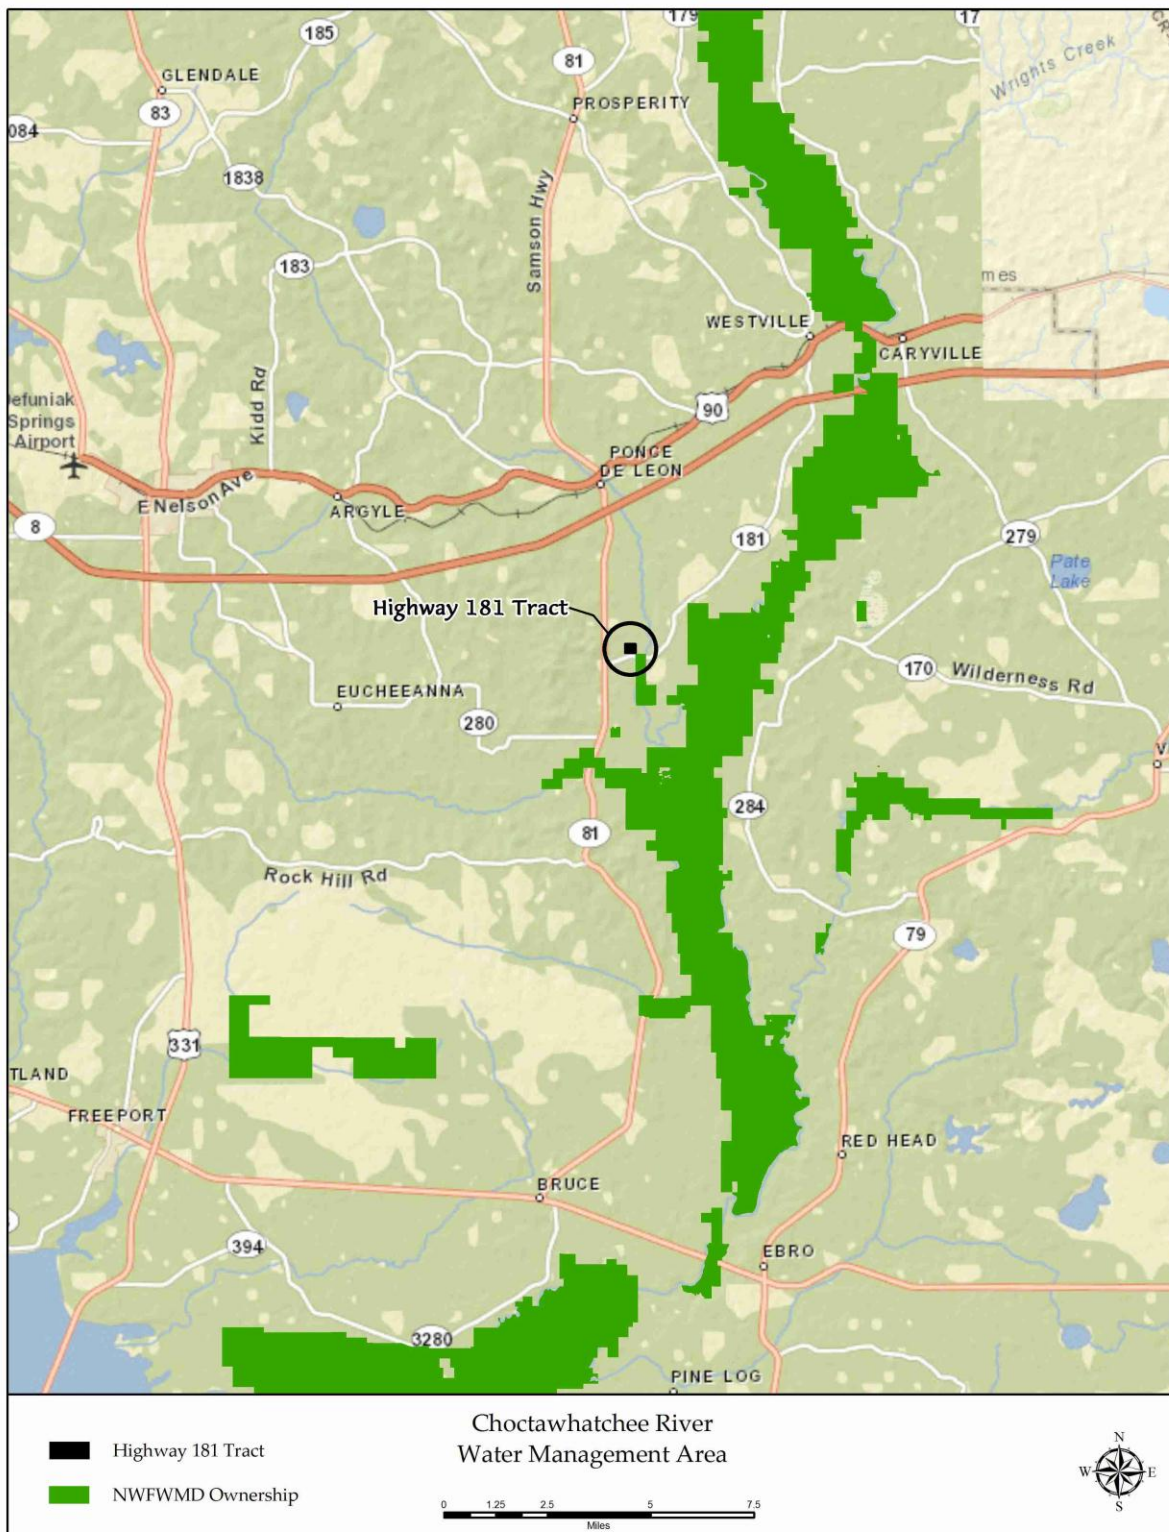 179
17
185
81
Wrights Creek
GLENDALE
PROSPERITY
83
084
1838
Samson Hwy
183
mes
WESTVILLE
CARYVILLE
Kidd Rd
90
Defuniak
Springs
Airport
PONCE
DE LEON
E Nelson Ave
ARGYLE
8
181
279
Pate
Lake
Highway 181 Tract
170
Wilderness Rd
EUCHEEANNA
280
V
284
81
Rock Hill Rd
79
331
TLAND
FREEPORT
RED HEAD
BRUCE
394
EBRO
3280
PINE LOG
Choctawhatchee River
Water Management Area
Highway 181 Tract
NWFWMD Ownership
0 1.25 2.5 5 7.5
Miles
N
W E
S